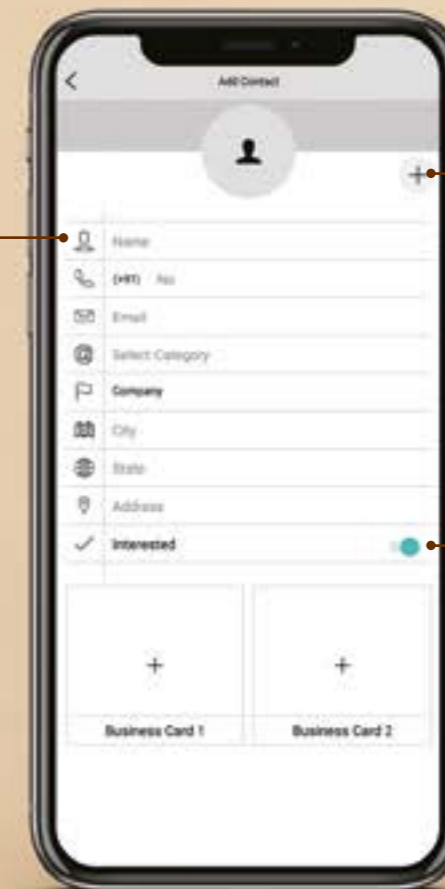 Add Contact
Name
(+91) No
Email
Select Category
Company
City
State
Address
Interested
Business Card 1 Business Card 2